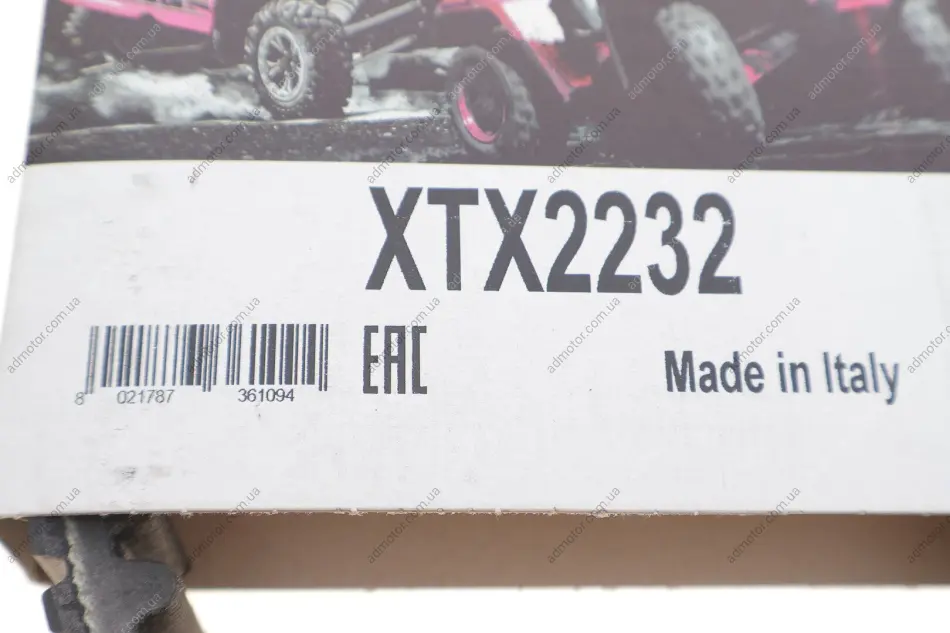 XTX2232
EAC
Made in Italy
8 021787 361094
admotor.com.ua